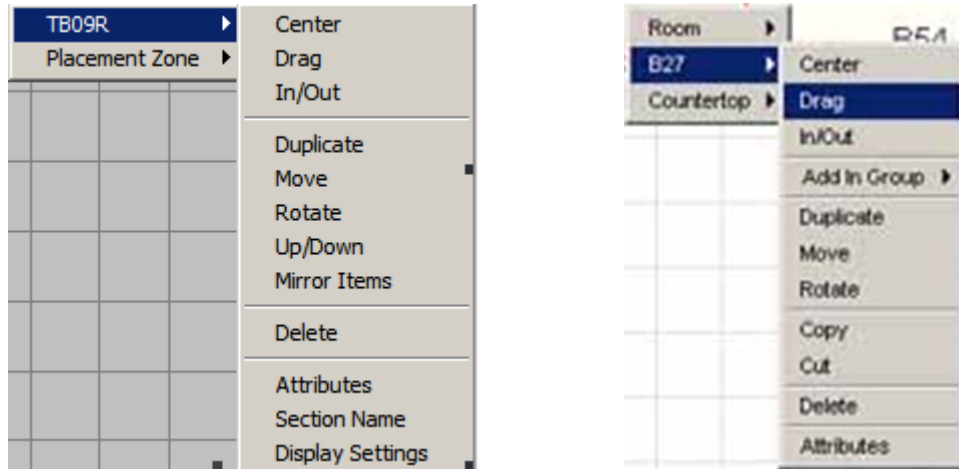 TB09R
Placement Zone
Center
Drag
In/Out
Duplicate
Move
Rotate
Up/Down
Mirror Items
Delete
Attributes
Section Name
Display Settings
Room
B27
Countertop
B54
Center
Drag
In/Out
Add In Group
Duplicate
Move
Rotate
Copy
Cut
Delete
Attributes